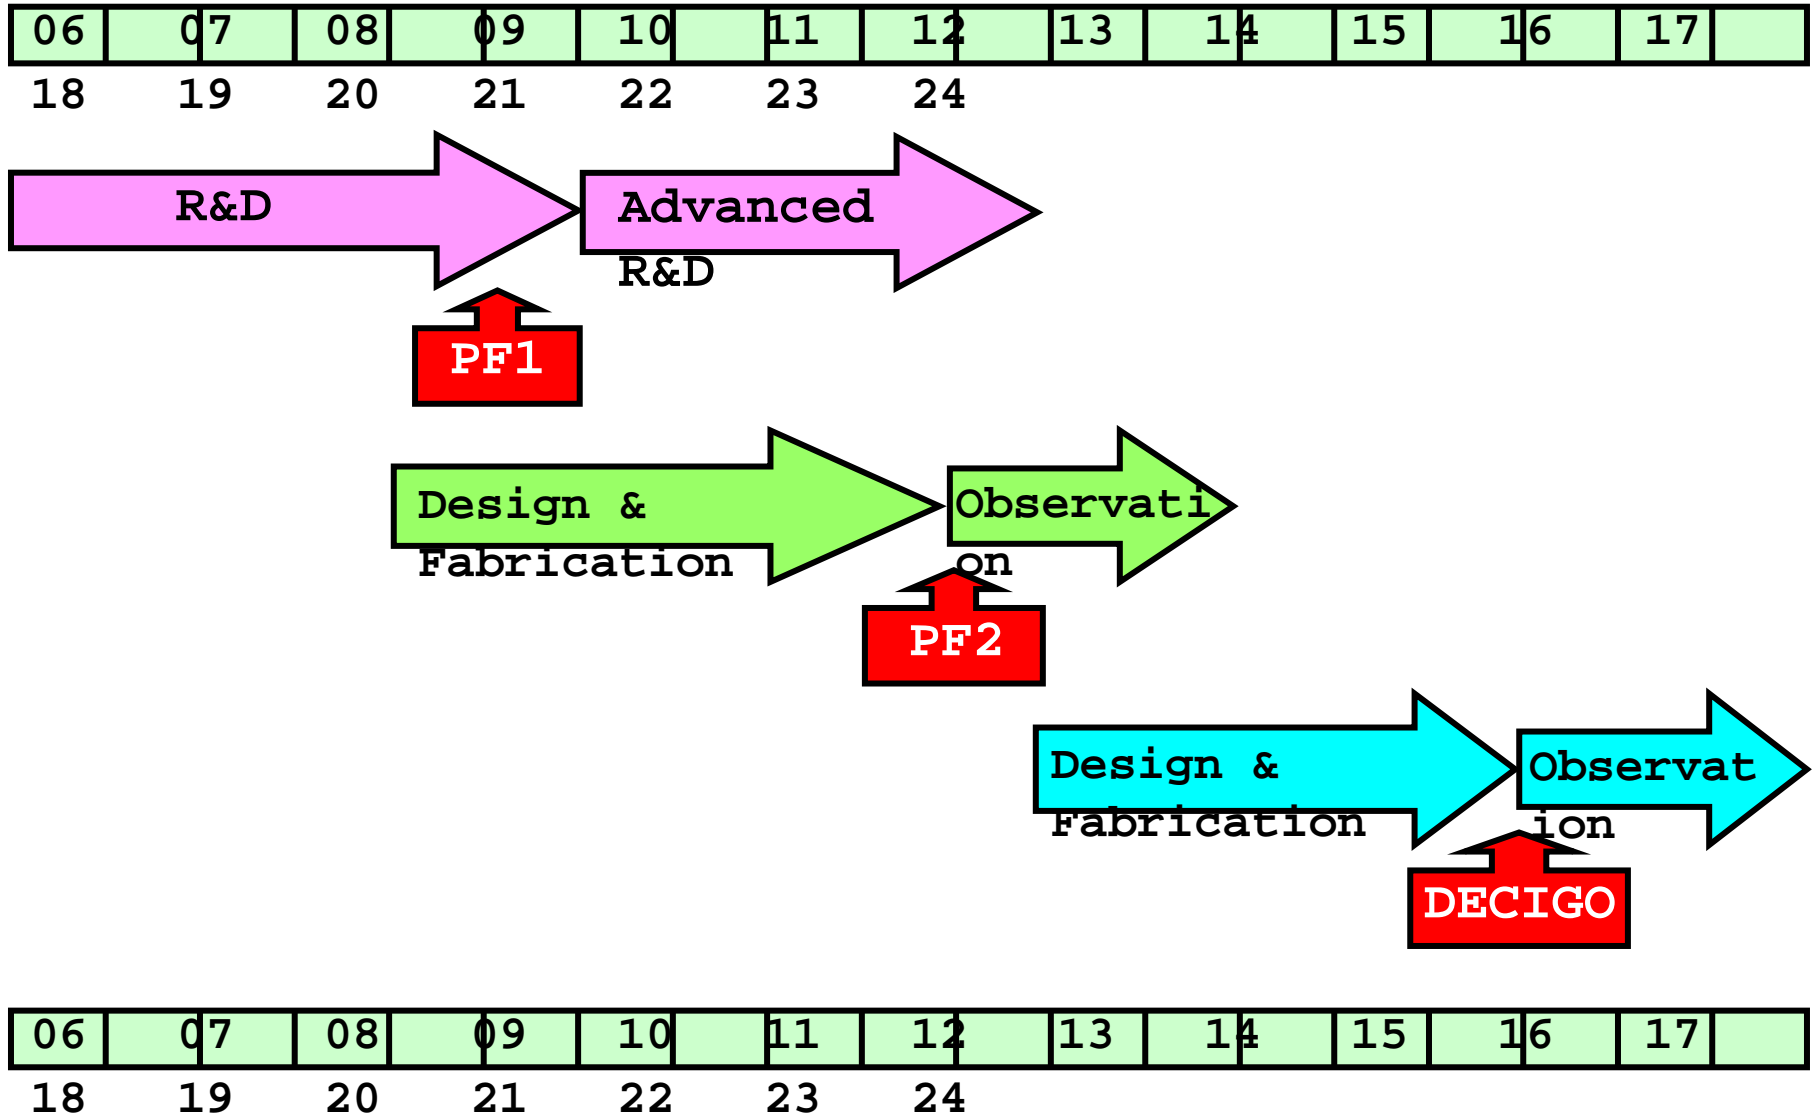 06 07 08 09 10 11 12 13 14 15 16 17
18 19 20 21 22 23 24
R&D
Advanced
R&D
PF1
Design &
Fabrication
Observati
on
PF2
Design &
Fabrication
Observat
ion
DECIGO
06 07 08 09 10 11 12 13 14 15 16 17
18 19 20 21 22 23 24